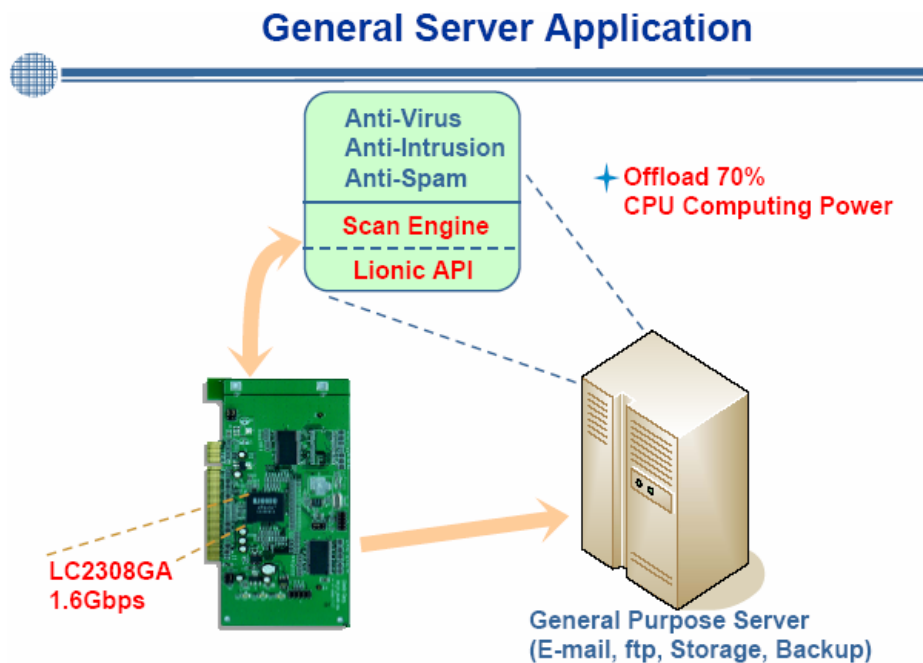 General Server Application
Anti-Virus
Anti-Intrusion
Anti-Spam
Offload 70%
CPU Computing Power
Scan Engine
Lionic API
LC2308GA
1.6Gbps
General Purpose Server
(E-mail, ftp, Storage, Backup)